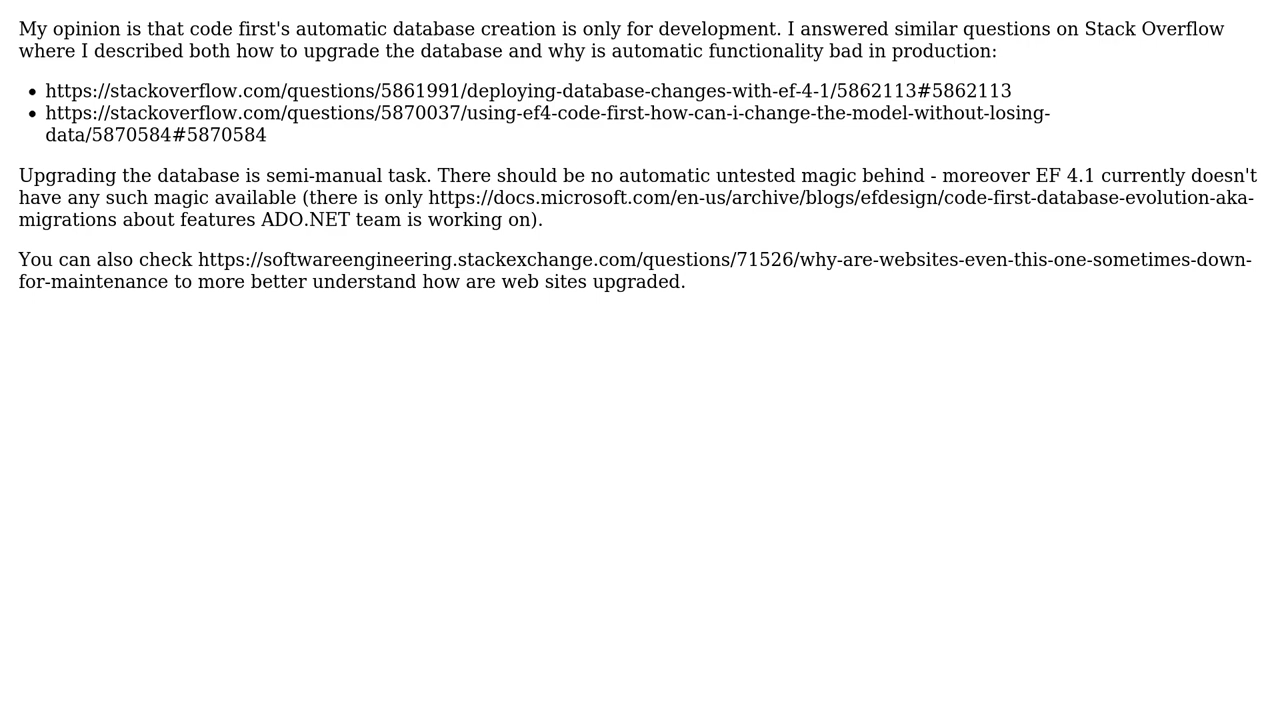 My opinion is that code first's automatic database creation is only for development. I answered similar questions on Stack Overflow
where I described both how to upgrade the database and why is automatic functionality bad in production:
• https://stackoverflow.com/questions/5861991/deploying-database-changes-with-ef-4-1/5862113#5862113
• https://stackoverflow.com/questions/5870037/using-ef4-code-first-how-can-i-change-the-model-without-losing-
data/5870584#5870584
Upgrading the database is semi-manual task. There should be no automatic untested magic behind - moreover EF 4.1 currently doesn't
have any such magic available (there is only https://docs.microsoft.com/en-us/archive/blogs/efdesign/code-first-database-evolution-aka-
migrations about features ADO.NET team is working on).
You can also check https://softwareengineering.stackexchange.com/questions/71526/why-are-websites-even-this-one-sometimes-down-
for-maintenance to more better understand how are web sites upgraded.